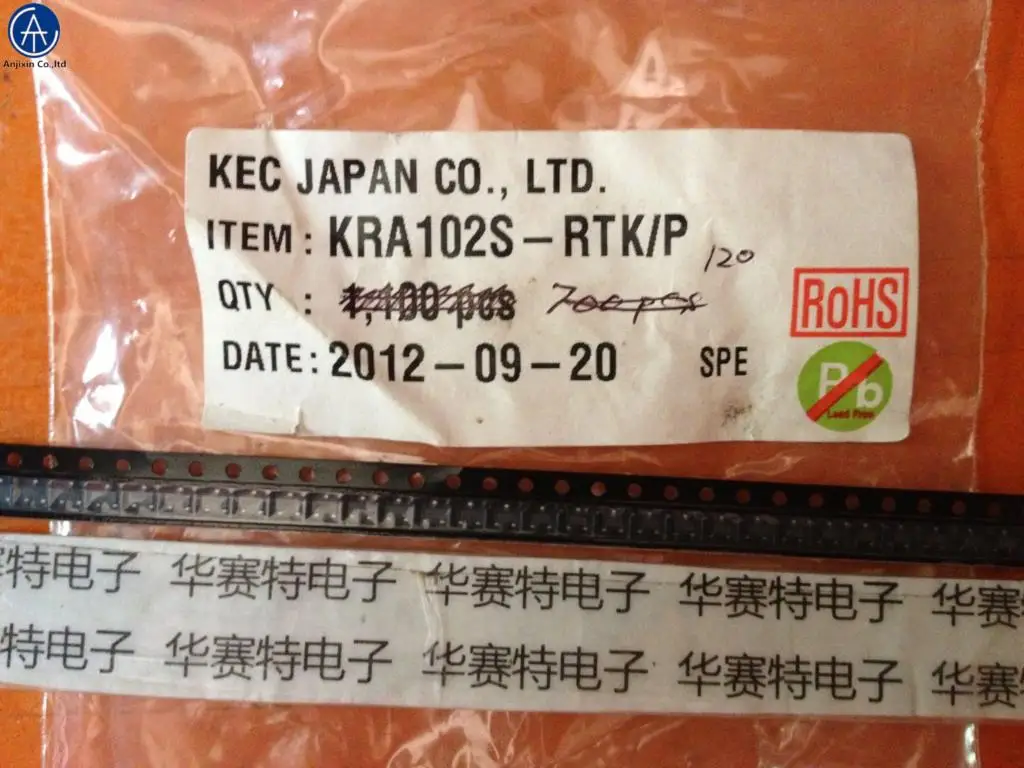 Anjixin Co.,ltd
KEC JAPAN CO., LTD.
ITEM : KRA102S-RTK/P
120
QTY : 1,100 pcs 700pcs
RoHS
DATE: 2012-09-20 SPE
Pb
Lead Free
赛特电子 华赛特电子 华赛特电子 华赛特电子 华赛
特电子 华赛特电子 华赛特电子 华赛特电子 华赛